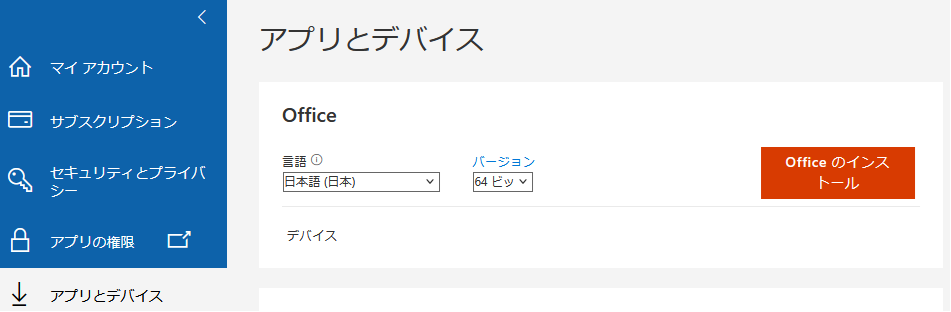 アプリとデバイス
マイ アカウント
サブスクリプション
セキュリティとプライバ
シー
アプリの権限
アプリとデバイス
Office
言語
バージョン
日本語 (日本)
64 ビッ
Office のインス
トール
デバイス